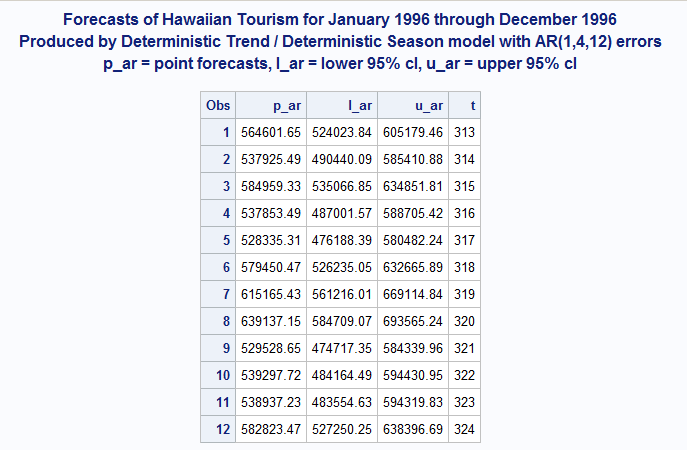 Forecasts of Hawaiian Tourism for January 1996 through December 1996
Produced by Deterministic Trend / Deterministic Season model with AR(1,4,12) errors
p_ar = point forecasts, l_ar = lower 95% cl, u_ar = upper 95% cl
Obs p_ar l_ar u_ar t
1 564601.65 524023.84 605179.46 313
2 537925.49 490440.09 585410.88 314
3 584959.33 535066.85 634851.81 315
4 537853.49 487001.57 588705.42 316
5 528335.31 476188.39 580482.24 317
6 579450.47 526235.05 632665.89 318
7 615165.43 561216.01 669114.84 319
8 639137.15 584709.07 693565.24 320
9 529528.65 474717.35 584339.96 321
10 539297.72 484164.49 594430.95 322
11 538937.23 483554.63 594319.83 323
12 582823.47 527250.25 638396.69 324